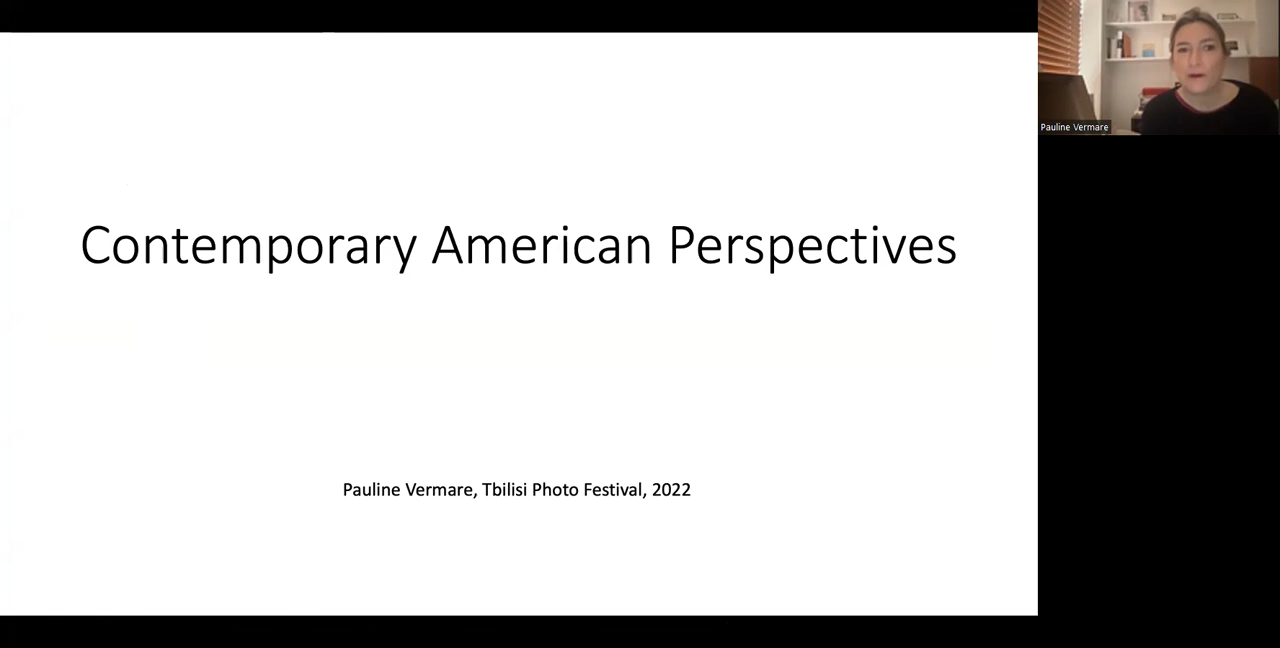 Contemporary American Perspectives
Pauline Vermare, Tbilisi Photo Festival, 2022
Pauline Vermare